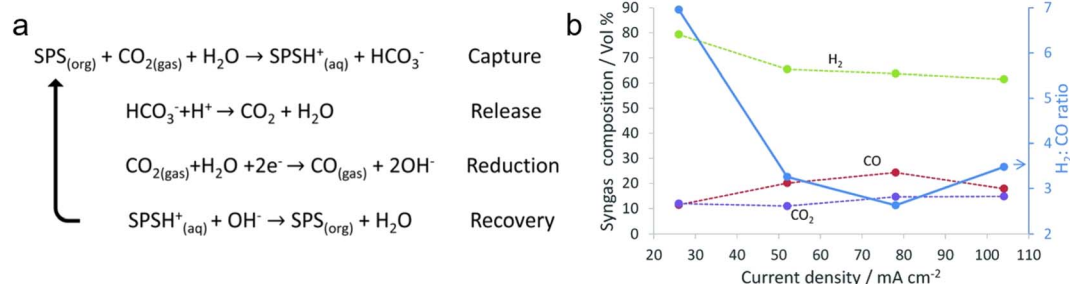 a
SPS(org) + CO2(gas) + H2O → SPSH+(aq) + HCO3- Capture
HCO3-+H+ → CO2 + H2O Release
CO2(gas)+H2O +2e- → CO(gas) + 2OH- Reduction
SPSH+(aq) + OH- → SPS(org) + H2O Recovery
b
Syngas composition / Vol %
90
80
70
60
50
40
30
20
10
0
H2
CO
CO2
7
6
5
4
3
2
H2: CO ratio
20 30 40 50 60 70 80 90 100 110
Current density / mA cm-2